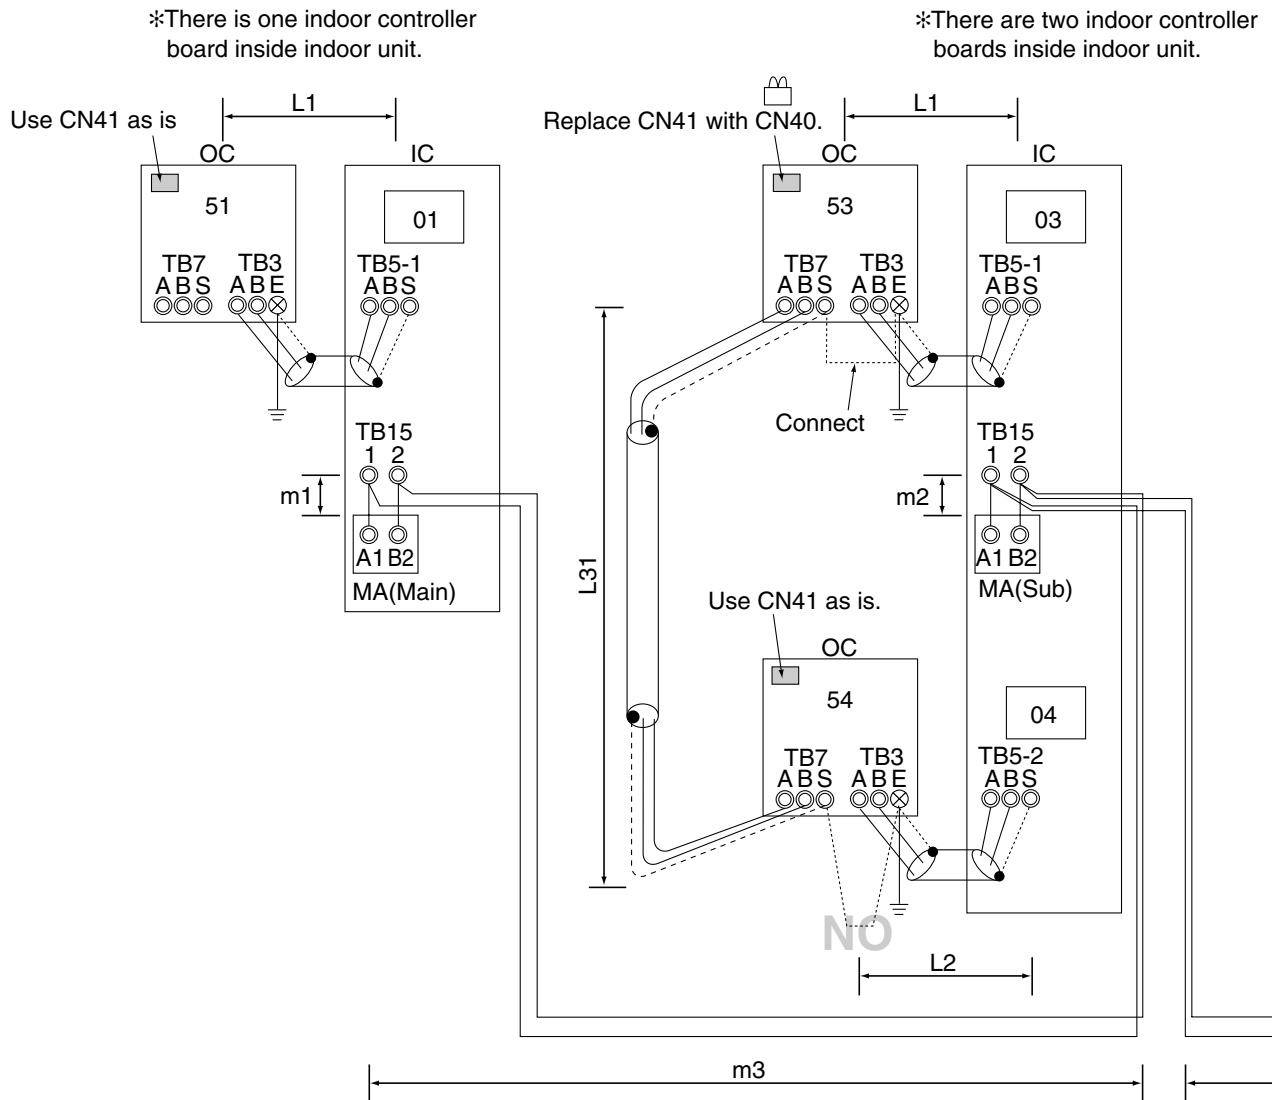 ✻There is one indoor controller
board inside indoor unit.
✻There are two indoor controller
boards inside indoor unit.
L1
Use CN41 as is
OC
IC
51
01
TB7
TB3
TB5-1
A B S
A B E
A B S
TB15
1 2
m1
A1 B2
MA(Main)
L1
Replace CN41 with CN40.
OC
IC
53
03
TB7
TB3
TB5-1
A B S
A B E
A B S
Connect
TB15
1 2
m2
A1 B2
MA(Sub)
L31
Use CN41 as is.
OC
54
04
TB7
TB3
TB5-2
A B S
A B E
A B S
NO
L2
m3